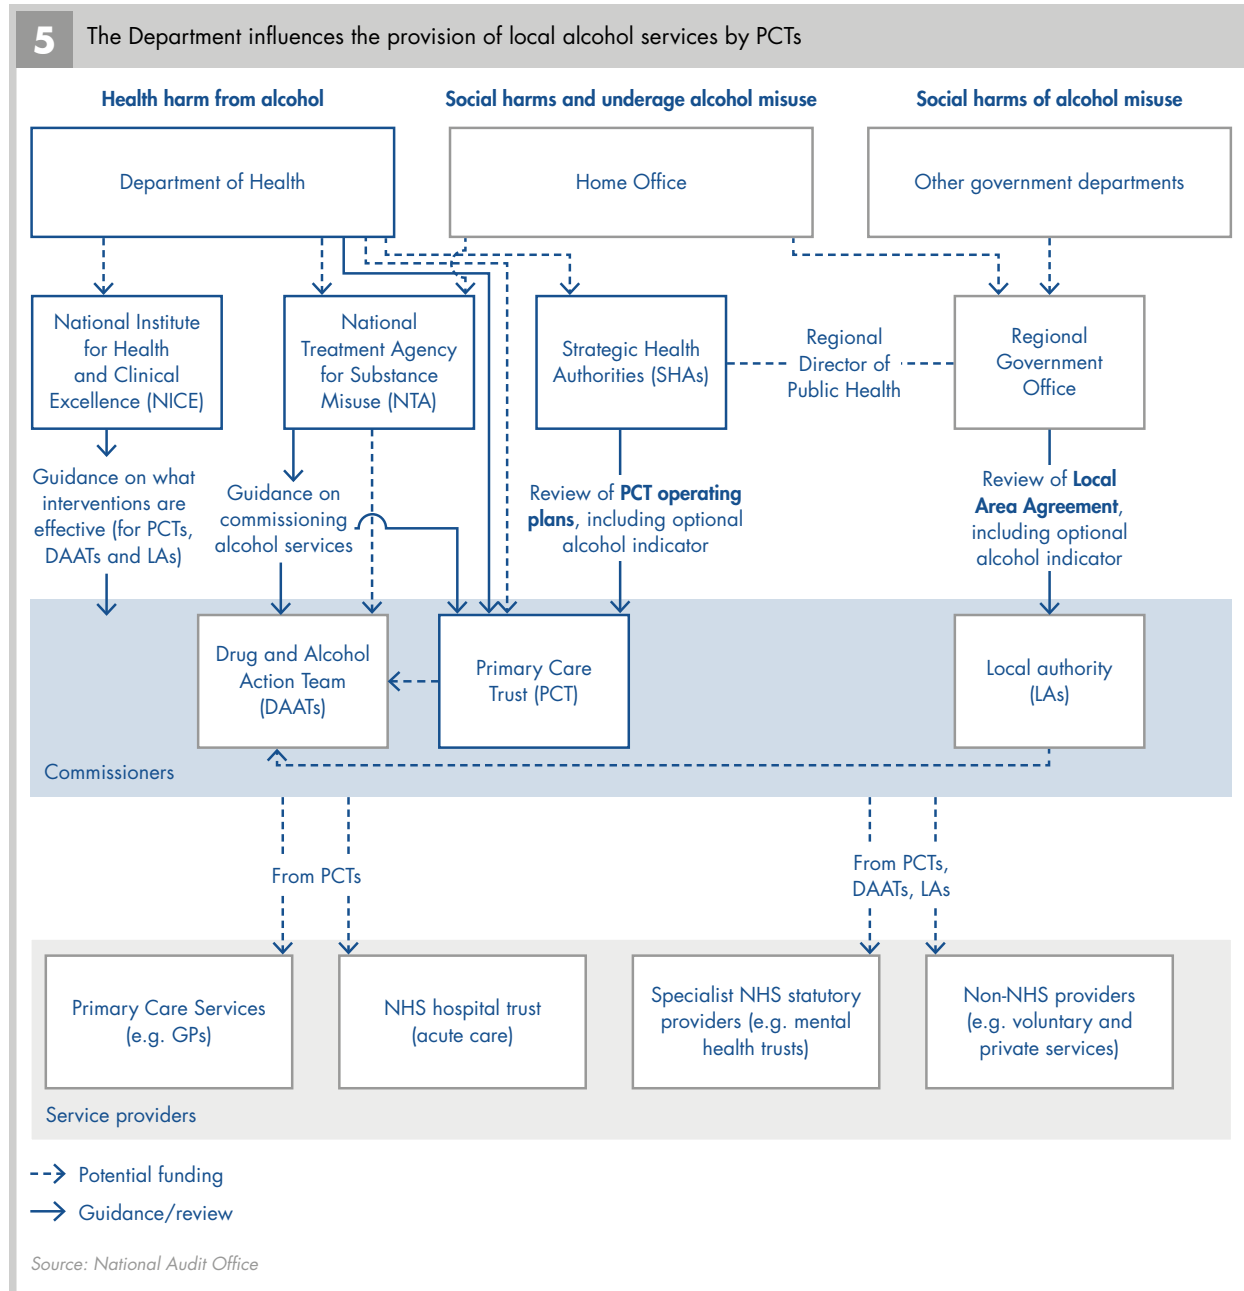 5
The Department influences the provision of local alcohol services by PCTs
Health harm from alcohol
Social harms and underage alcohol misuse
Social harms of alcohol misuse
Department of Health
Home Office
Other government departments
National Institute
for Health
and Clinical
Excellence (NICE)
National
Treatment Agency
for Substance
Misuse (NTA)
Strategic Health
Authorities (SHAs)
Regional
Director of
Public Health
Regional
Government
Office
Guidance on what
interventions are
effective (for PCTs,
DAATs and LAs)
Guidance on
commissioning
alcohol services
Review of PCT operating
plans, including optional
alcohol indicator
Review of Local
Area Agreement,
including optional
alcohol indicator
Drug and Alcohol
Action Team
(DAATs)
Primary Care
Trust (PCT)
Local authority
(LAs)
Commissioners
From PCTs
From PCTs,
DAATs, LAs
Primary Care Services
(e.g. GPs)
NHS hospital trust
(acute care)
Specialist NHS statutory
providers (e.g. mental
health trusts)
Non-NHS providers
(e.g. voluntary and
private services)
Service providers
Potential funding
Guidance/review
Source: National Audit Office